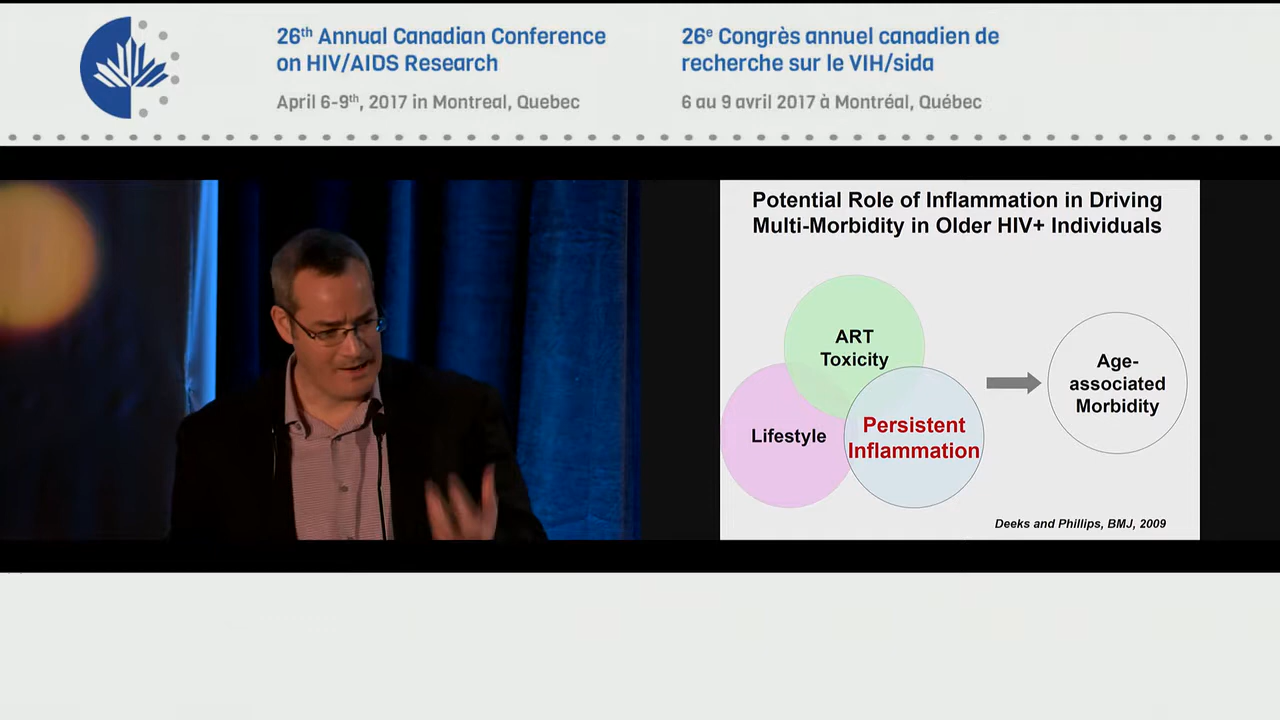 26th Annual Canadian Conference
on HIV/AIDS Research
April 6-9th, 2017 in Montreal, Quebec
26e Congrès annuel canadien de
recherche sur le VIH/sida
6 au 9 avril 2017 à Montréal, Québec
Potential Role of Inflammation in Driving
Multi-Morbidity in Older HIV+ Individuals
ART
Toxicity
Lifestyle
Persistent
Inflammation
Age-
associated
Morbidity
Deeks and Phillips, BMJ, 2009